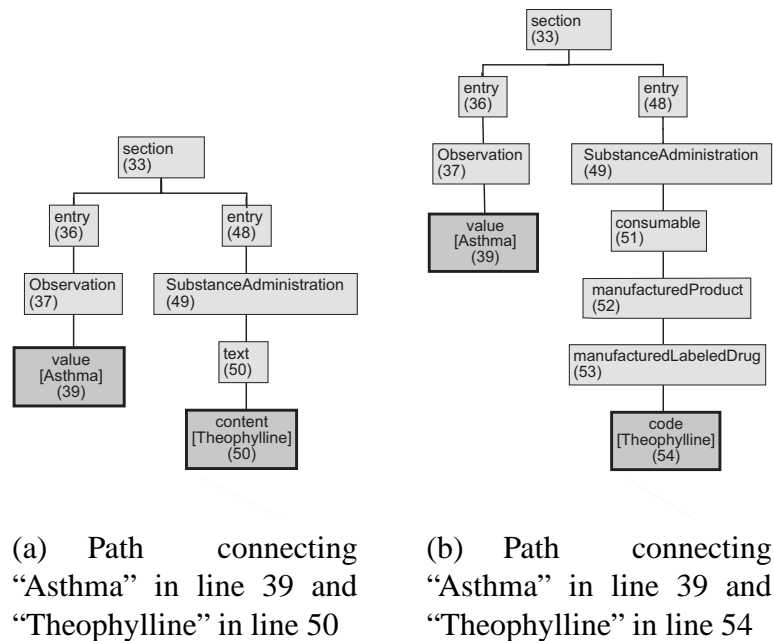 section
(33)
entry
(36)
entry
(48)
Observation
(37)
SubstanceAdministration
(49)
value
[Asthma]
(39)
text
(50)
content
[Theophylline]
(50)
(a) Path connecting
“Asthma” in line 39 and
“Theophylline” in line 50
section
(33)
entry
(36)
entry
(48)
Observation
(37)
SubstanceAdministration
(49)
value
[Asthma]
(39)
consumable
(51)
manufacturedProduct
(52)
manufacturedLabeledDrug
(53)
code
[Theophylline]
(54)
(b) Path connecting
“Asthma” in line 39 and
“Theophylline” in line 54